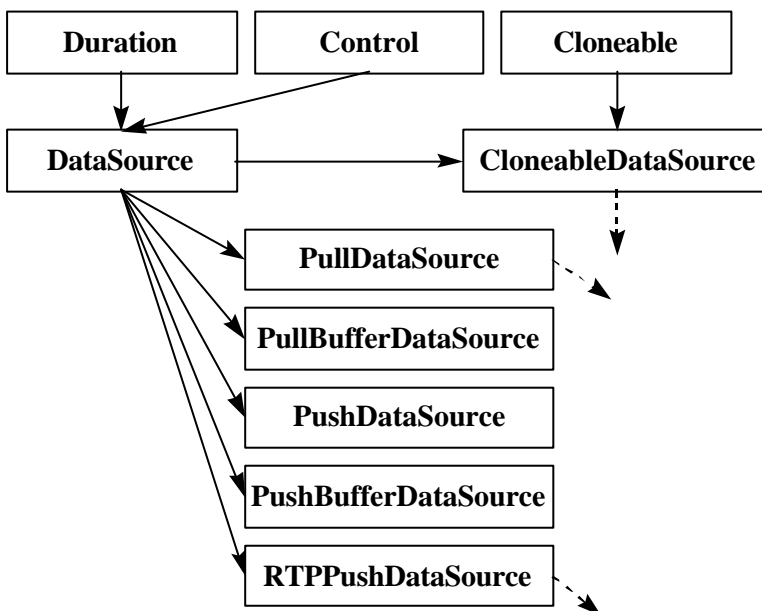 Duration
Control
Cloneable
DataSource
CloneableDataSource
PullDataSource
PullBufferDataSource
PushDataSource
PushBufferDataSource
RTPPushDataSource